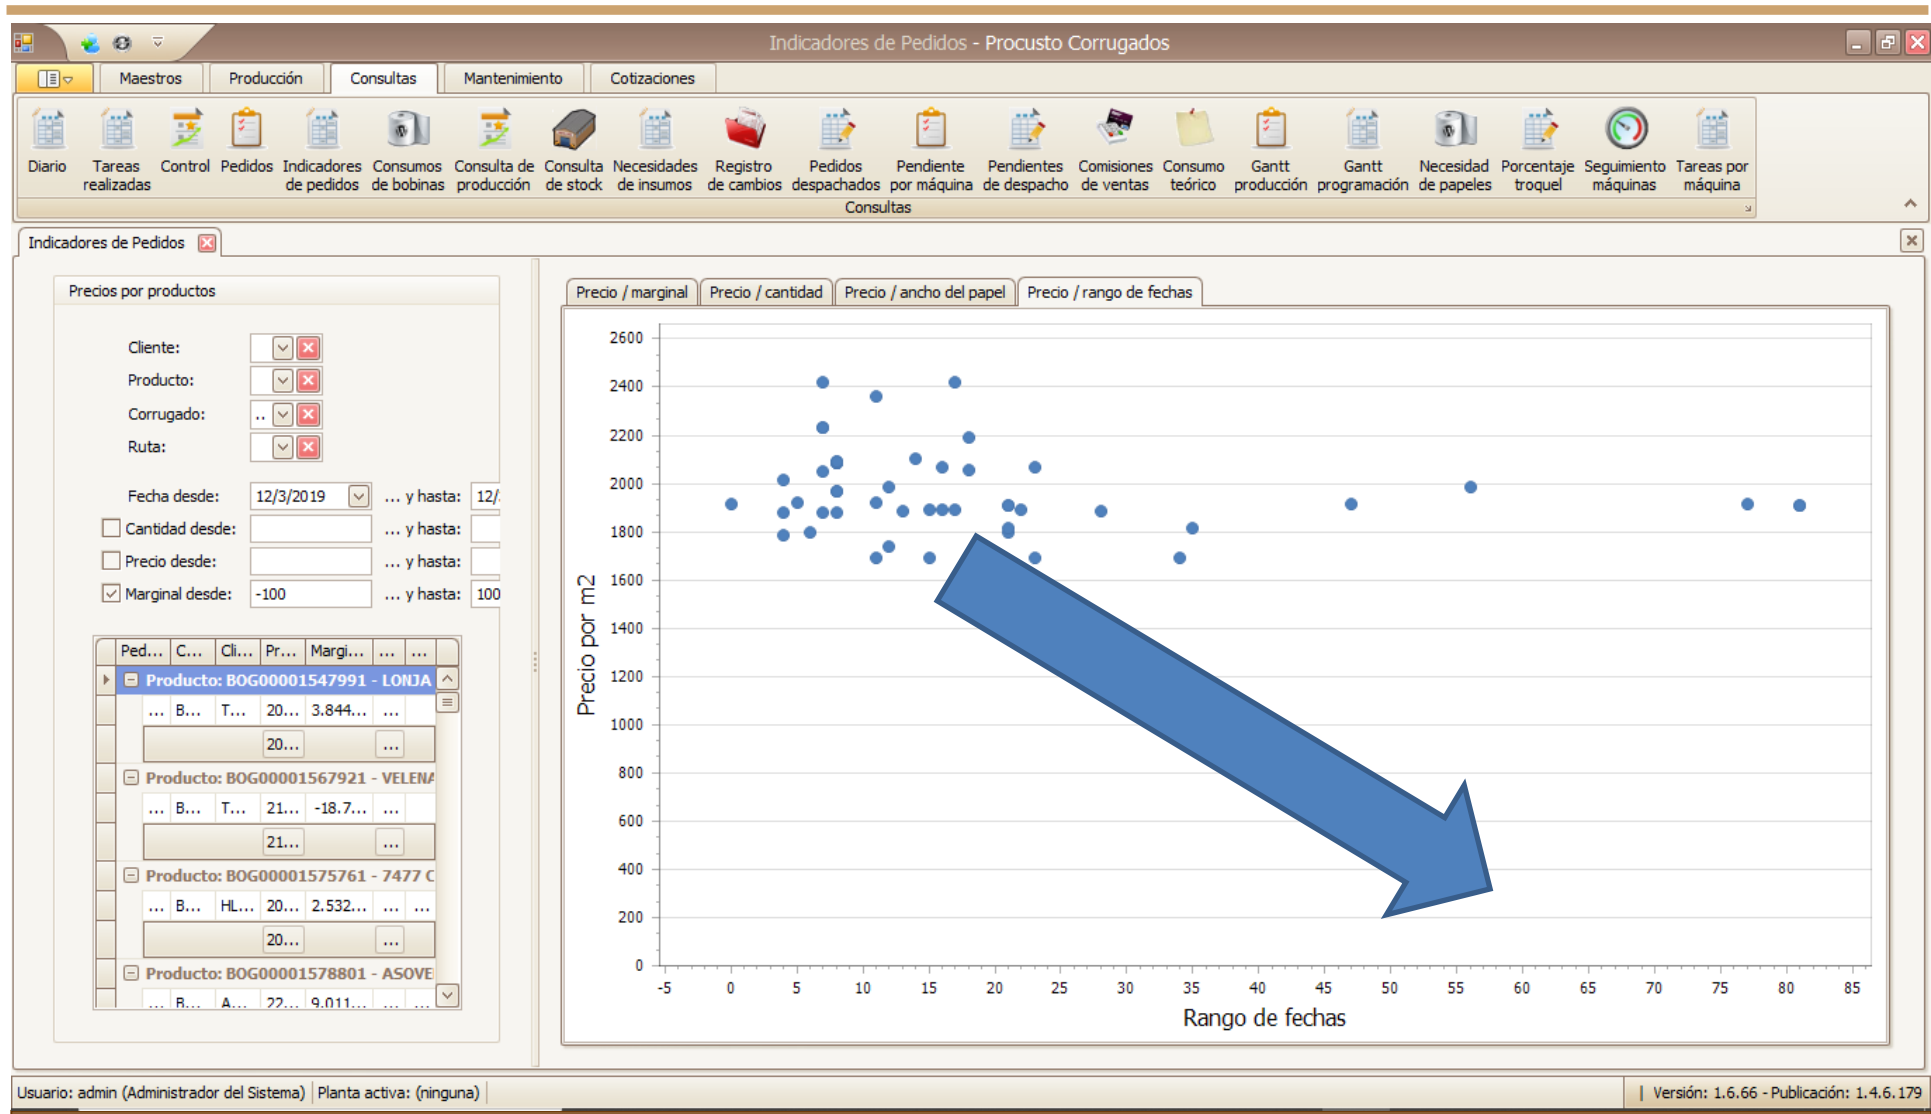 Indicadores de Pedidos - Procusto Corrugados
Maestros Producción Consultas Mantenimiento Cotizaciones
Diario Tareas Control Pedidos Indicadores Consumos Consulta de Consulta Necesidades Registro Pedidos Pendiente Pendientes Comisiones Consumo Gantt Gantt Necesidad Porcentaje Seguimiento Tareas por
realizadas de pedidos de bobinas producción de stock de insumos de cambios despachados por máquina de despacho de ventas teórico producción programación de papeles troquel máquinas máquina
Consultas
Indicadores de Pedidos
Precios por productos
Cliente:
Producto:
Corrugado: ..
Ruta:
Fecha desde: 12/3/2019 ... y hasta: 12/
Cantidad desde: ... y hasta:
Precio desde: ... y hasta:
Marginal desde: -100 ... y hasta: 100
Ped... C... Cli... Pr... Margi... ... ...
Producto: BOG00001547991 - LONJA
... B... T... 20... 3.844... ...
20... ...
Producto: BOG00001567921 - VELENA
... B... T... 21... -18.7... ...
21... ...
Producto: BOG00001575761 - 7477 C
... B... HL... 20... 2.532... ... ...
20... ...
Producto: BOG00001578801 - ASOVE
... B... A... 22... 9.011... ... ...
Precio / marginal Precio / cantidad Precio / ancho del papel Precio / rango de fechas
2600
2400
2200
2000
1800
1600
1400
1200
1000
800
600
400
200
0
Precio por m2
-5 0 5 10 15 20 25 30 35 40 45 50 55 60 65 70 75 80 85
Rango de fechas
Usuario: admin (Administrador del Sistema) Planta activa: (ninguna)
| Versión: 1.6.66 - Publicación: 1.4.6.179